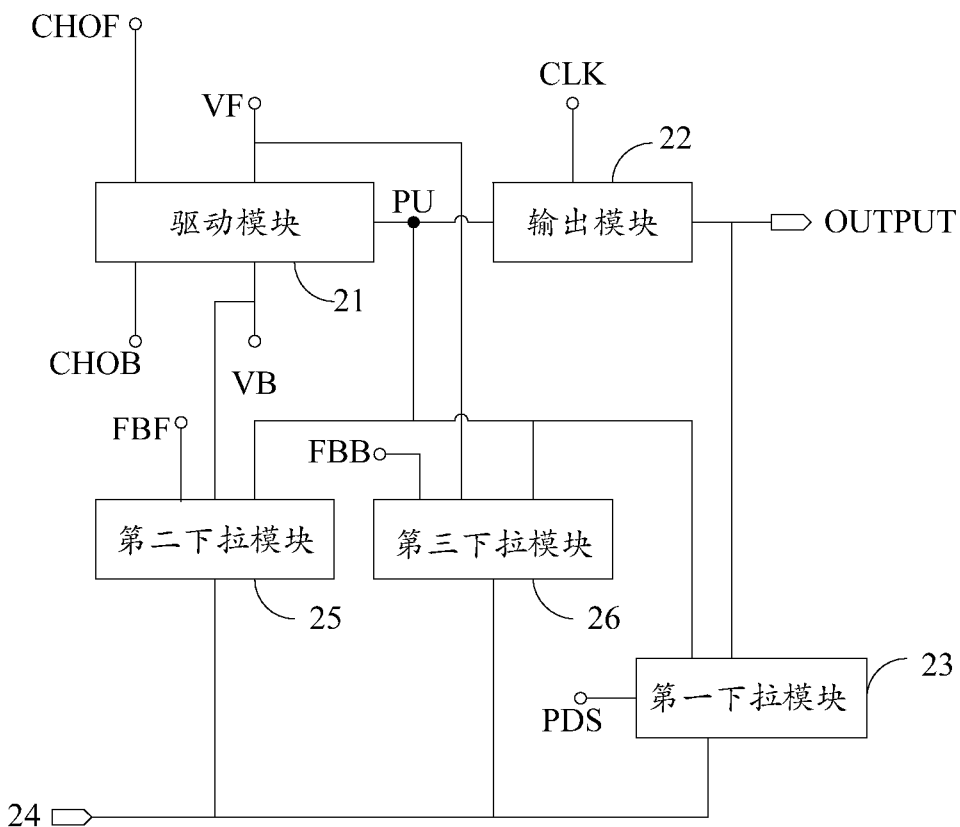 CHOF
CLK
VF
22
PU
驱动模块
输出模块
OUTPUT
21
CHOB
VB
FBF
FBB
第二下拉模块
第三下拉模块
25
26
23
第一下拉模块
PDS
24